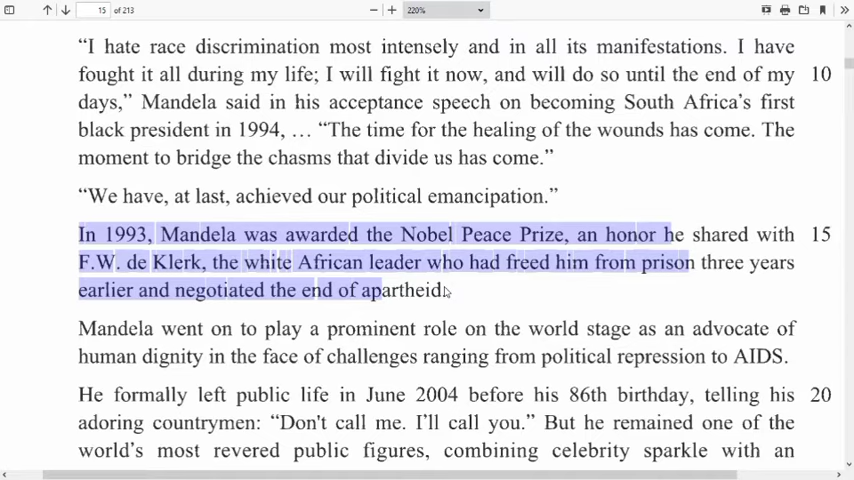 15 of 213 220%
“I hate race discrimination most intensely and in all its manifestations. I have
fought it all during my life; I will fight it now, and will do so until the end of my 10
days,” Mandela said in his acceptance speech on becoming South Africa’s first
black president in 1994, … “The time for the healing of the wounds has come. The
moment to bridge the chasms that divide us has come.”
“We have, at last, achieved our political emancipation.”
In 1993, Mandela was awarded the Nobel Peace Prize, an honor he shared with 15
F.W. de Klerk, the white African leader who had freed him from prison three years
earlier and negotiated the end of apartheid.
Mandela went on to play a prominent role on the world stage as an advocate of
human dignity in the face of challenges ranging from political repression to AIDS.
He formally left public life in June 2004 before his 86th birthday, telling his 20
adoring countrymen: “Don't call me. I’ll call you.” But he remained one of the
world’s most revered public figures, combining celebrity sparkle with an